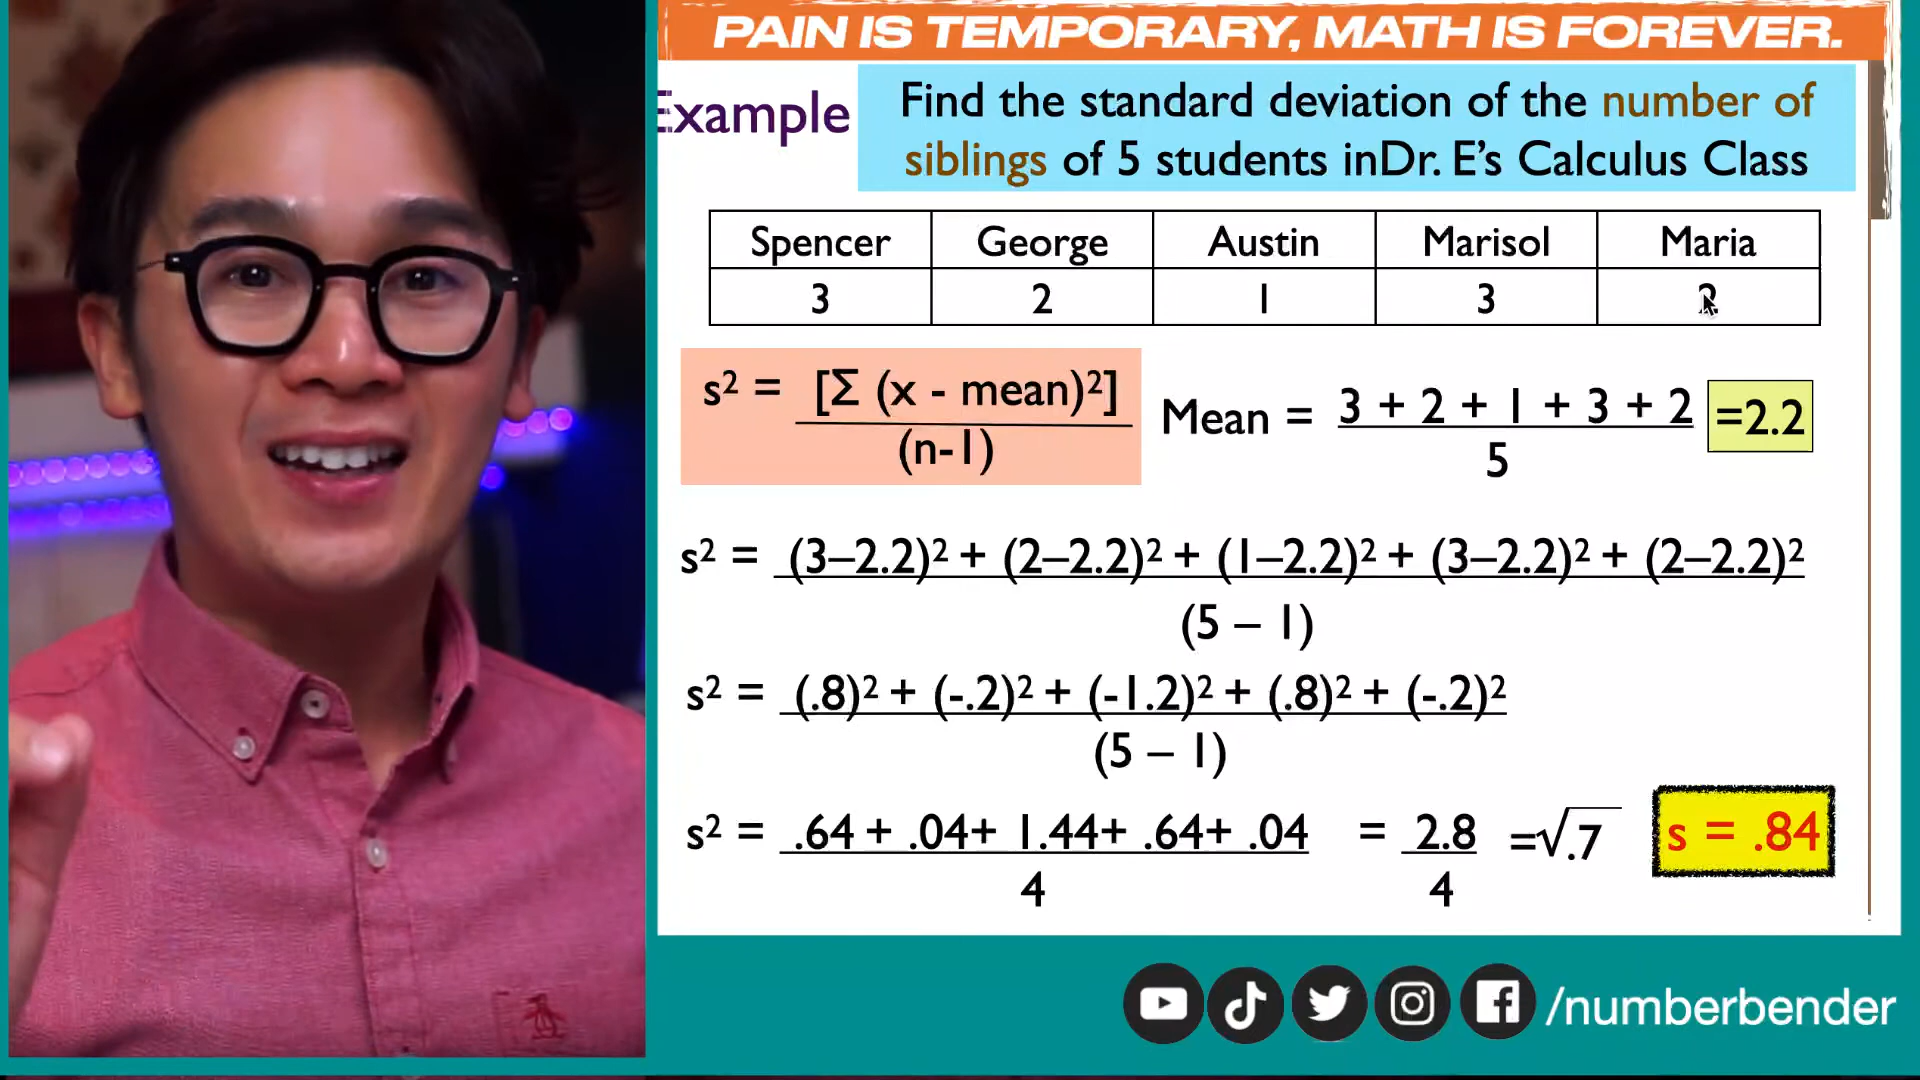 PAIN IS TEMPORARY, MATH IS FOREVER.
Example
Find the standard deviation of the number of
siblings of 5 students inDr. E’s Calculus Class
Spencer George Austin Marisol Maria
3 2 1 3 2
s² = [Σ (x - mean)²]
(n-1)
Mean = 3 + 2 + 1 + 3 + 2 =2.2
5
s² = (3–2.2)² + (2–2.2)² + (1–2.2)² + (3–2.2)² + (2–2.2)²
(5 – 1)
s² = (.8)² + (-.2)² + (-1.2)² + (.8)² + (-.2)²
(5 – 1)
s² = .64 + .04+ 1.44+ .64+ .04 = 2.8 =√.7 s = .84
4 4
/numberbender